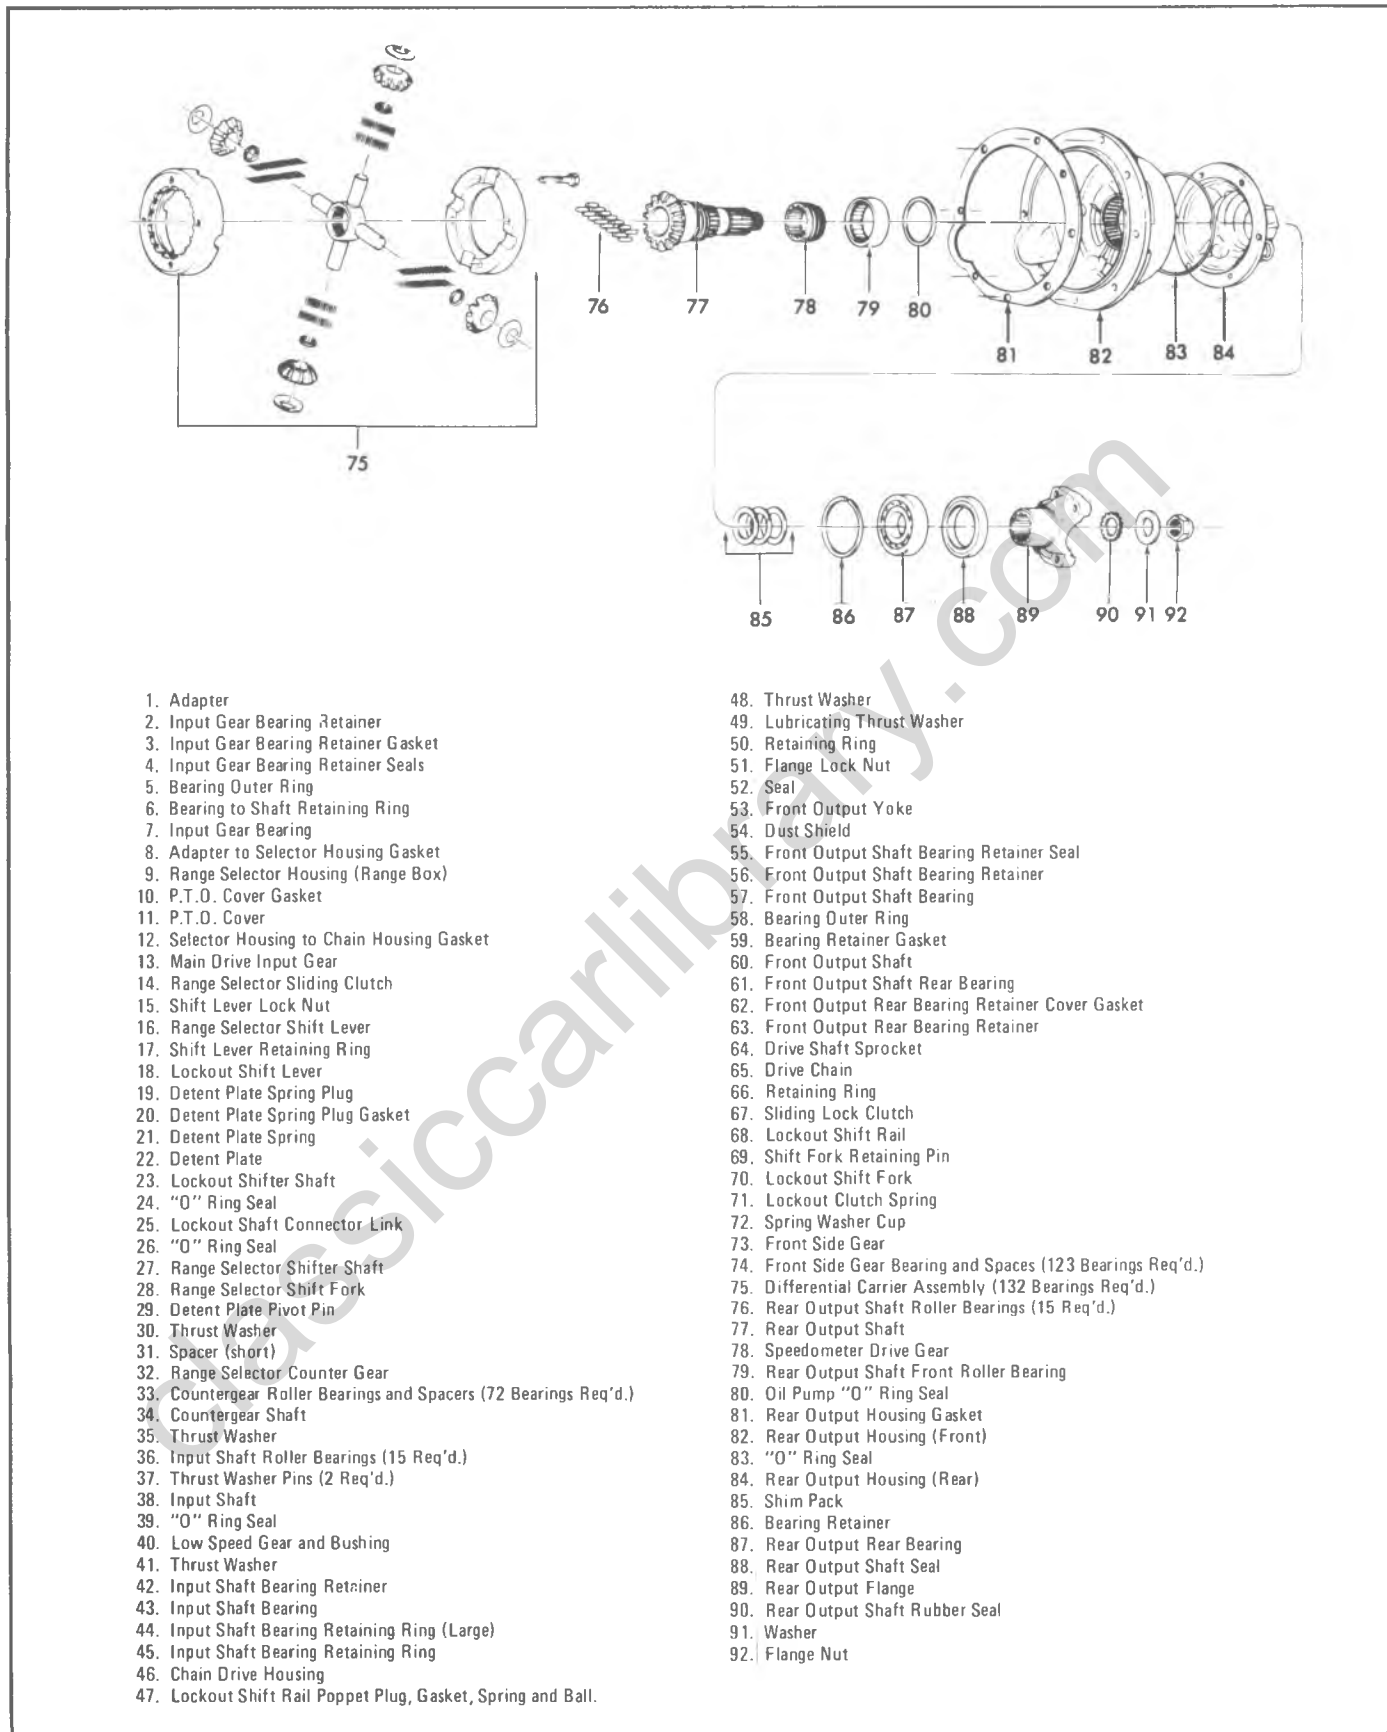 75
76
77
78
79
80
81
82
83
84
85
86
87
88
89
90
91
92
1. Adapter
2. Input Gear Bearing Retainer
3. Input Gear Bearing Retainer Gasket
4. Input Gear Bearing Retainer Seals
5. Bearing Outer Ring
6. Bearing to Shaft Retaining Ring
7. Input Gear Bearing
8. Adapter to Selector Housing Gasket
9. Range Selector Housing (Range Box)
10. P.T.O. Cover Gasket
11. P.T.O. Cover
12. Selector Housing to Chain Housing Gasket
13. Main Drive Input Gear
14. Range Selector Sliding Clutch
15. Shift Lever Lock Nut
16. Range Selector Shift Lever
17. Shift Lever Retaining Ring
18. Lockout Shift Lever
19. Detent Plate Spring Plug
20. Detent Plate Spring Plug Gasket
21. Detent Plate Spring
22. Detent Plate
23. Lockout Shifter Shaft
24. "O" Ring Seal
25. Lockout Shaft Connector Link
26. "O" Ring Seal
27. Range Selector Shifter Shaft
28. Range Selector Shift Fork
29. Detent Plate Pivot Pin
30. Thrust Washer
31. Spacer (short)
32. Range Selector Counter Gear
33. Countergear Roller Bearings and Spacers (72 Bearings Req'd.)
34. Countergear Shaft
35. Thrust Washer
36. Input Shaft Roller Bearings (15 Req'd.)
37. Thrust Washer Pins (2 Req'd.)
38. Input Shaft
39. "O" Ring Seal
40. Low Speed Gear and Bushing
41. Thrust Washer
42. Input Shaft Bearing Retainer
43. Input Shaft Bearing
44. Input Shaft Bearing Retaining Ring (Large)
45. Input Shaft Bearing Retaining Ring
46. Chain Drive Housing
47. Lockout Shift Rail Poppet Plug, Gasket, Spring and Ball.
48. Thrust Washer
49. Lubricating Thrust Washer
50. Retaining Ring
51. Flange Lock Nut
52. Seal
53. Front Output Yoke
54. Dust Shield
55. Front Output Shaft Bearing Retainer Seal
56. Front Output Shaft Bearing Retainer
57. Front Output Shaft Bearing
58. Bearing Outer Ring
59. Bearing Retainer Gasket
60. Front Output Shaft
61. Front Output Shaft Rear Bearing
62. Front Output Rear Bearing Retainer Cover Gasket
63. Front Output Rear Bearing Retainer
64. Drive Shaft Sprocket
65. Drive Chain
66. Retaining Ring
67. Sliding Lock Clutch
68. Lockout Shift Rail
69. Shift Fork Retaining Pin
70. Lockout Shift Fork
71. Lockout Clutch Spring
72. Spring Washer Cup
73. Front Side Gear
74. Front Side Gear Bearing and Spaces (123 Bearings Req'd.)
75. Differential Carrier Assembly (132 Bearings Req'd.)
76. Rear Output Shaft Roller Bearings (15 Req'd.)
77. Rear Output Shaft
78. Speedometer Drive Gear
79. Rear Output Shaft Front Roller Bearing
80. Oil Pump "O" Ring Seal
81. Rear Output Housing Gasket
82. Rear Output Housing (Front)
83. "O" Ring Seal
84. Rear Output Housing (Rear)
85. Shim Pack
86. Bearing Retainer
87. Rear Output Rear Bearing
88. Rear Output Shaft Seal
89. Rear Output Flange
90. Rear Output Shaft Rubber Seal
91. Washer
92. Flange Nut
classiccarlibrary.com